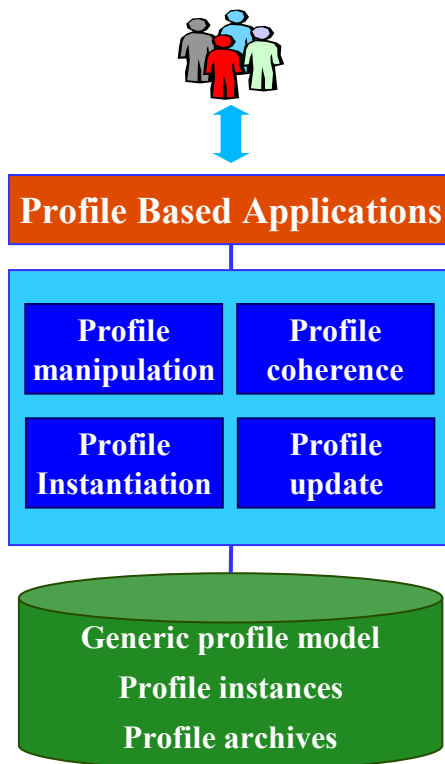 Profile Based Applications
Profile
manipulation
Profile
coherence
Profile
Instantiation
Profile
update
Generic profile model
Profile instances
Profile archives